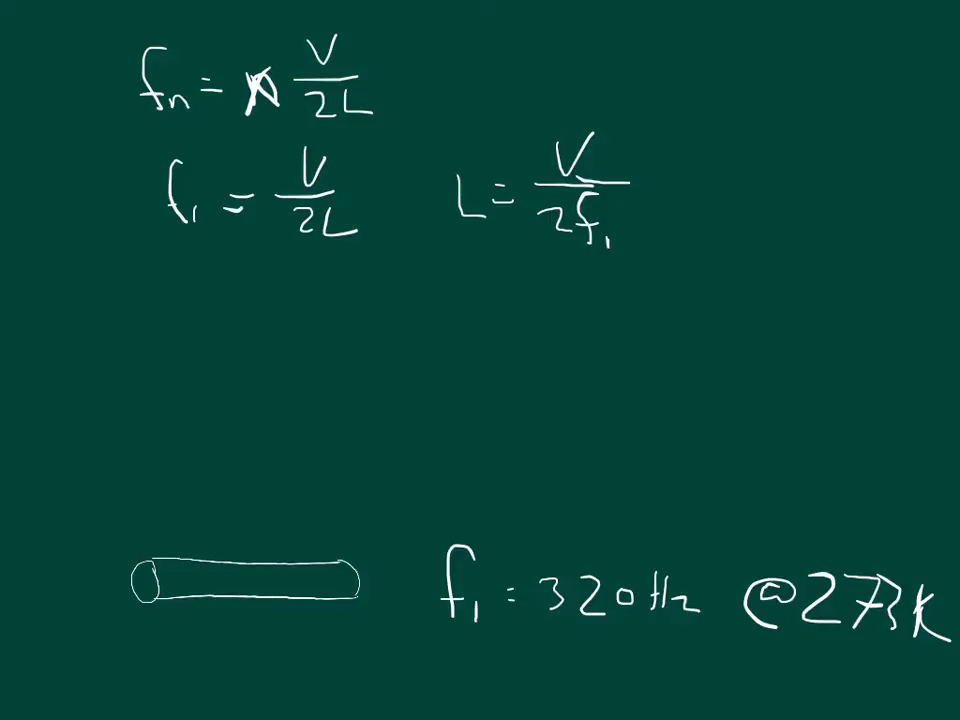 fn = n V/2L
f1 = V/2L L = V/2f1
f1 = 320 Hz @ 273K